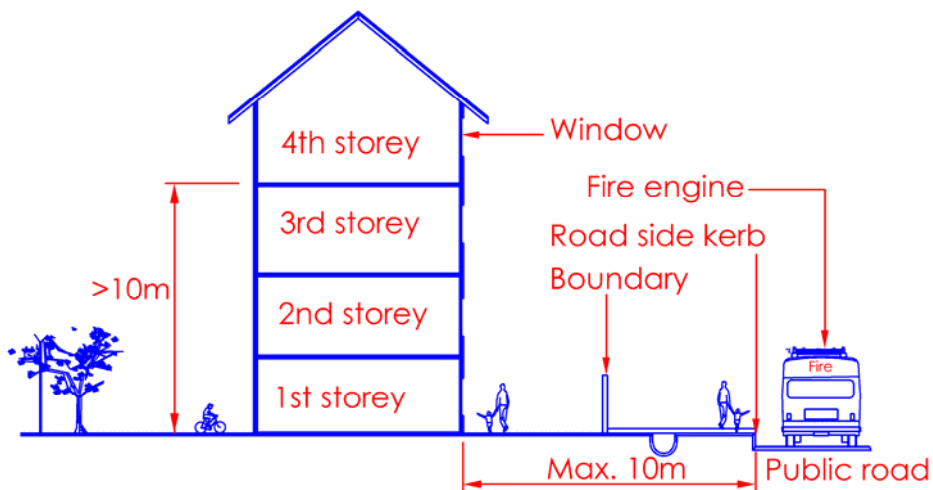 4th storey
Window
Fire engine
3rd storey
Road side kerb
>10m
Boundary
2nd storey
Fire
1st storey
Max. 10m
Public road